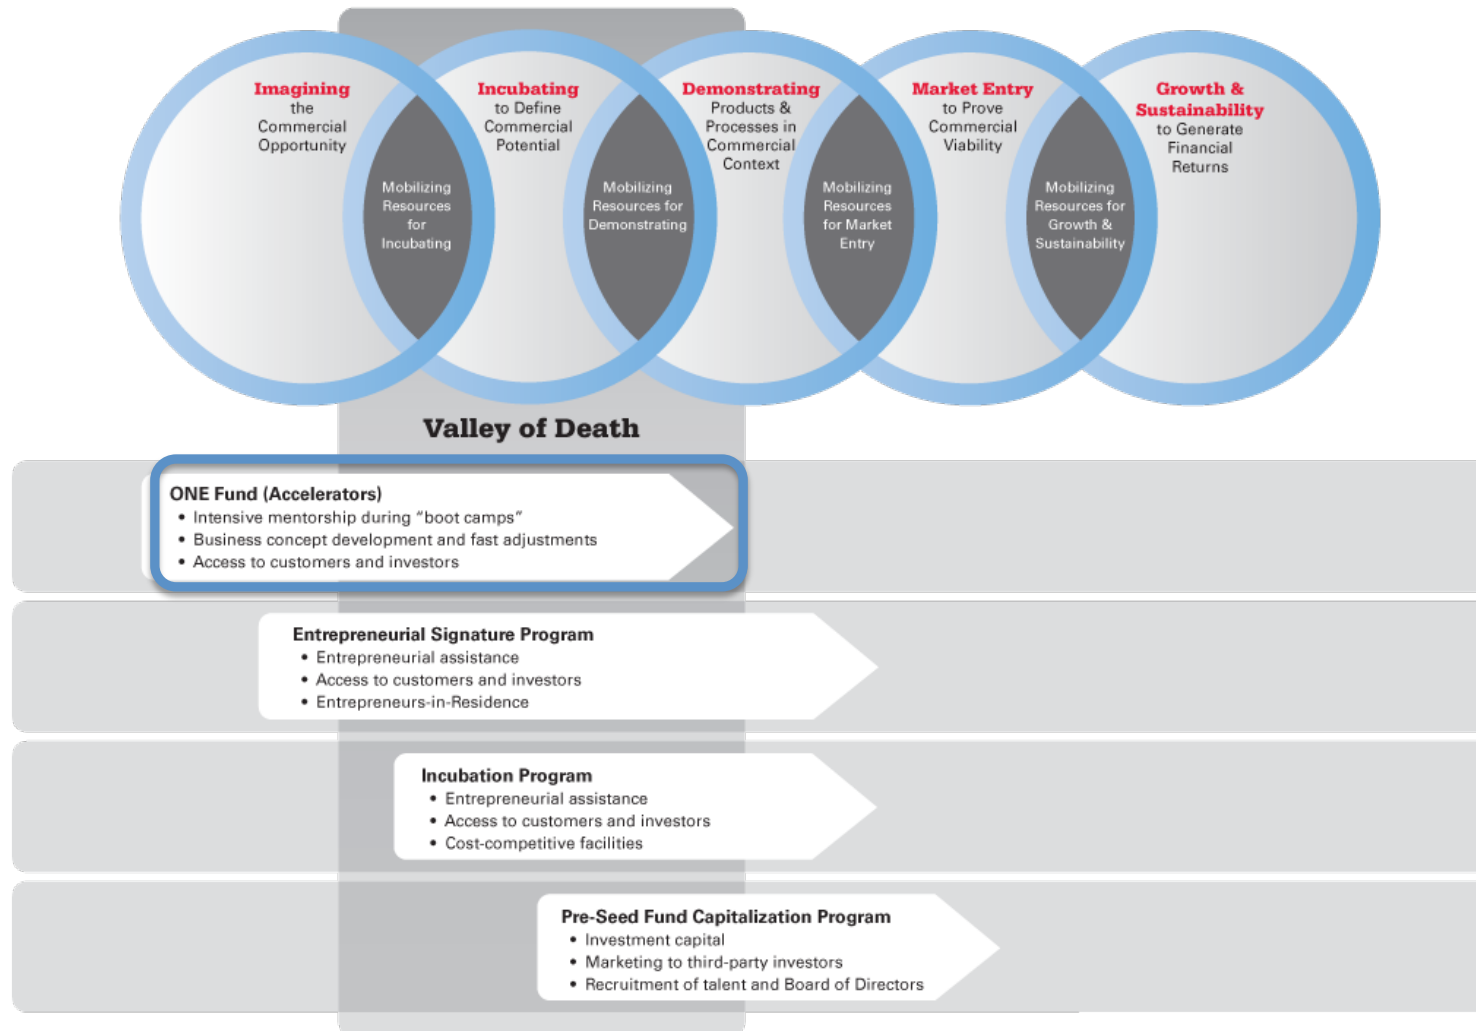 Imagining
the
Commercial
Opportunity
Incubating
to Define
Commercial
Potential
Demonstrating
Products &
Processes in
Commercial
Context
Market Entry
to Prove
Commercial
Viability
Growth &
Sustainability
to Generate
Financial
Returns
Mobilizing
Resources
for
Incubating
Mobilizing
Resources for
Demonstrating
Mobilizing
Resources
for Market
Entry
Mobilizing
Resources for
Growth &
Sustainability
Valley of Death
ONE Fund (Accelerators)
• Intensive mentorship during “boot camps”
• Business concept development and fast adjustments
• Access to customers and investors
Entrepreneurial Signature Program
• Entrepreneurial assistance
• Access to customers and investors
• Entrepreneurs-in-Residence
Incubation Program
• Entrepreneurial assistance
• Access to customers and investors
• Cost-competitive facilities
Pre-Seed Fund Capitalization Program
• Investment capital
• Marketing to third-party investors
• Recruitment of talent and Board of Directors